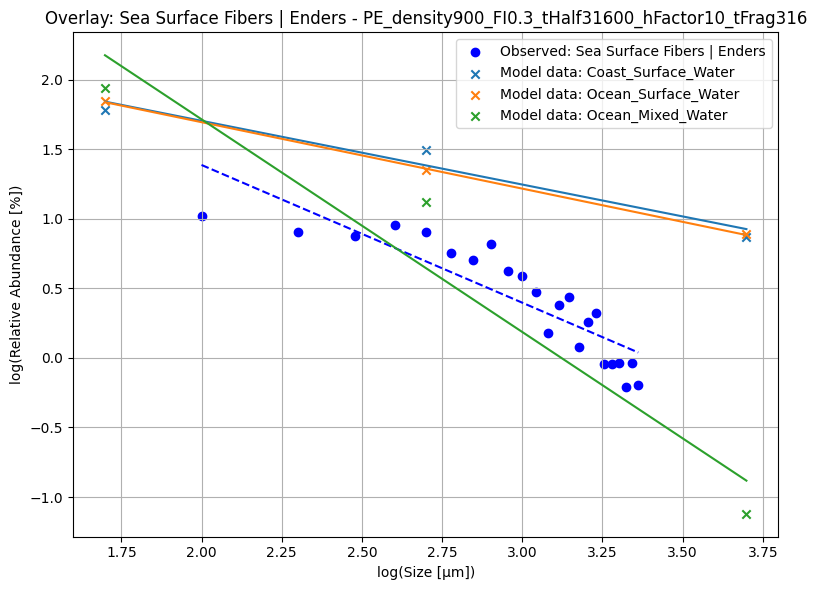 Overlay: Sea Surface Fibers | Enders - PE_density900_FI0.3_tHalf31600_hFactor10_tFrag316
Observed: Sea Surface Fibers | Enders
Model data: Coast_Surface_Water
Model data: Ocean_Surface_Water
Model data: Ocean_Mixed_Water
log(Relative Abundance [%])
2.0
1.5
1.0
0.5
0.0
−0.5
−1.0
1.75 2.00 2.25 2.50 2.75 3.00 3.25 3.50 3.75
log(Size [µm])